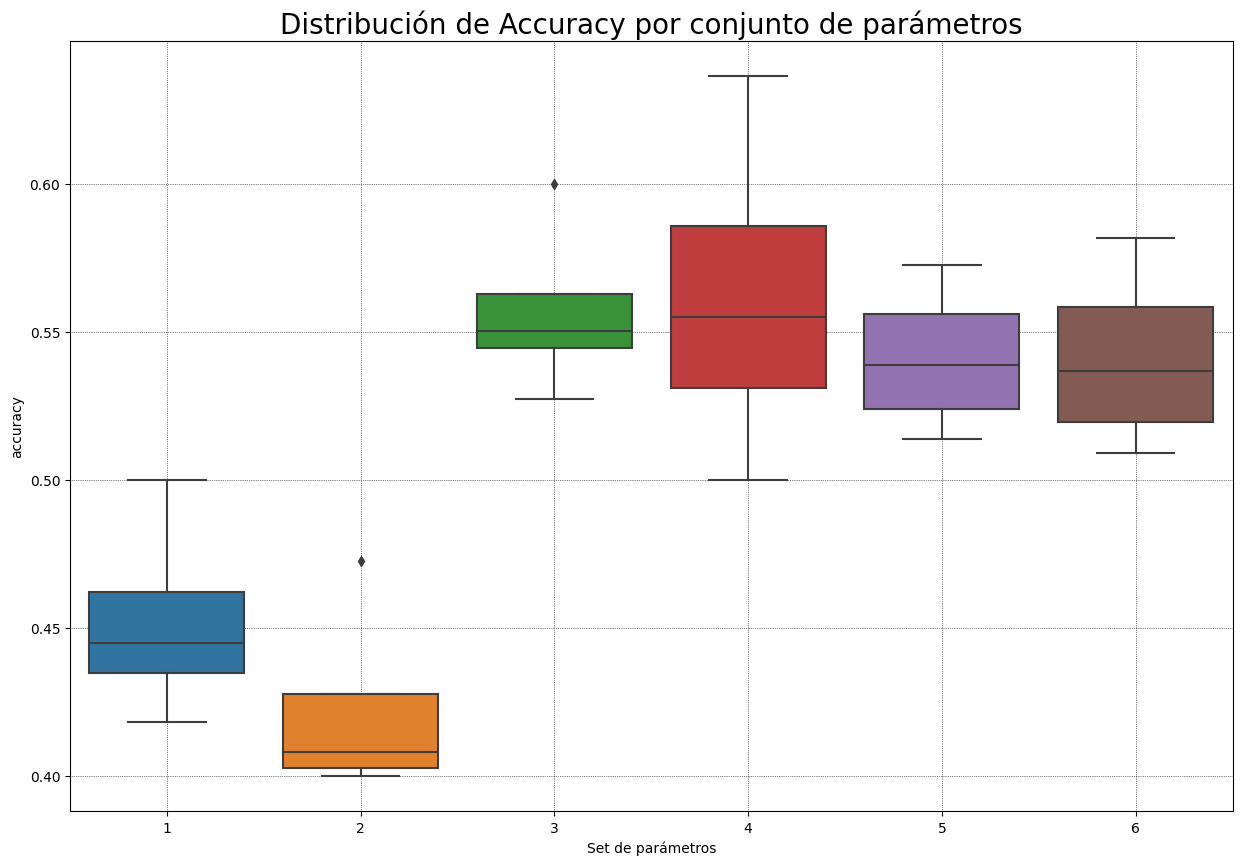 Distribución de Accuracy por conjunto de parámetros
accuracy
0.60
0.55
0.50
0.45
0.40
1 2 3 4 5 6
Set de parámetros